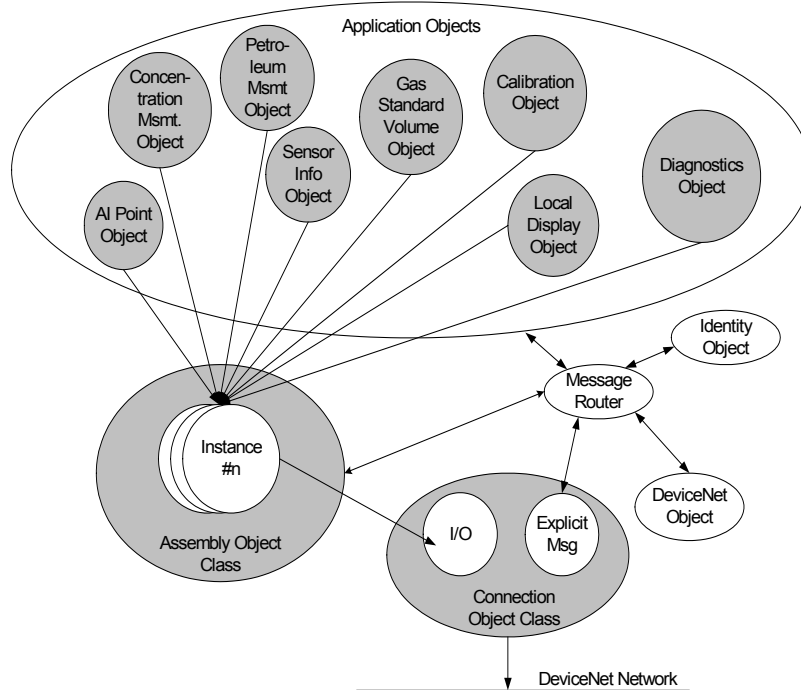 Application Objects
Concen-
tration
Msmt.
Object
Petro-
leum
Msmt
Object
Gas
Standard
Volume
Object
Calibration
Object
Sensor
Info
Object
Diagnostics
Object
AI Point
Object
Local
Display
Object
Identity
Object
Message
Router
Instance
#n
DeviceNet
Object
I/O
Explicit
Msg
Assembly Object
Class
Connection
Object Class
DeviceNet Network